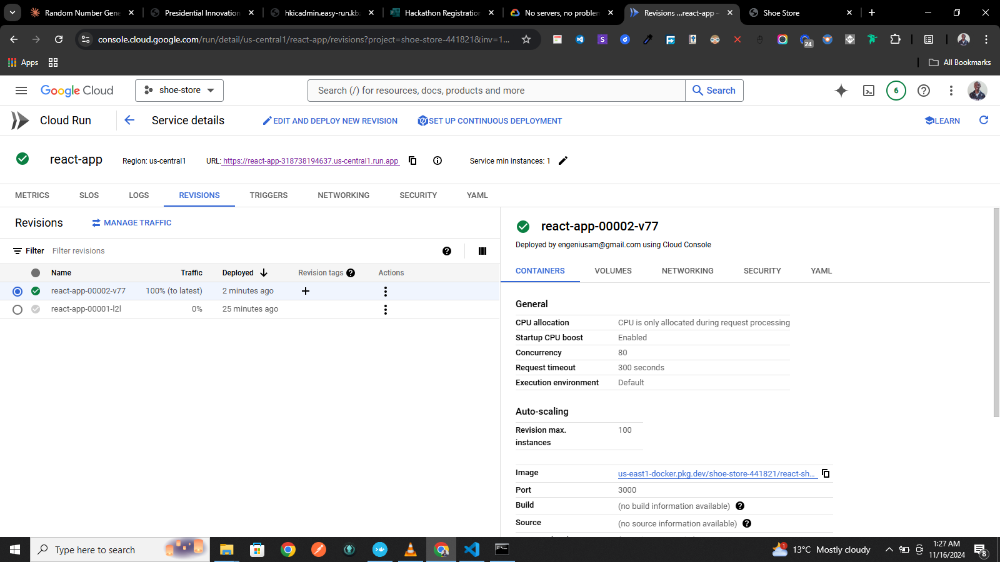 Random Number Gene
Presidential Innovation
hkicadmin.easy-run.kb
Hackathon Registration
No servers, no problem
Revisions ...react-app -
Shoe Store
console.cloud.google.com/run/detail/us-central1/react-app/revisions?project=shoe-store-441821&inv=1...
24
Apps
All Bookmarks
Google Cloud
shoe-store
Search (/) for resources, docs, products and more
Search
6
Cloud Run
Service details
EDIT AND DEPLOY NEW REVISION
SET UP CONTINUOUS DEPLOYMENT
LEARN
react-app
Region: us-central1
URL: https://react-app-318738194637.us-central1.run.app
Service min instances: 1
METRICS
SLOS
LOGS
REVISIONS
TRIGGERS
NETWORKING
SECURITY
YAML
Revisions
MANAGE TRAFFIC
Filter
Filter revisions
Name
Traffic
Deployed
Revision tags
Actions
react-app-00002-v77
100% (to latest)
2 minutes ago
react-app-00001-l2l
0%
25 minutes ago
react-app-00002-v77
Deployed by engeniusam@gmail.com using Cloud Console
CONTAINERS
VOLUMES
NETWORKING
SECURITY
YAML
General
CPU allocation
CPU is only allocated during request processing
Startup CPU boost
Enabled
Concurrency
80
Request timeout
300 seconds
Execution environment
Default
Auto-scaling
Revision max.
instances
100
Image
us-east1-docker.pkg.dev/shoe-store-441821/react-sh...
Port
3000
Build
(no build information available)
Source
(no source information available)
Type here to search
1
13°C Mostly cloudy
1:27 AM
11/16/2024
8